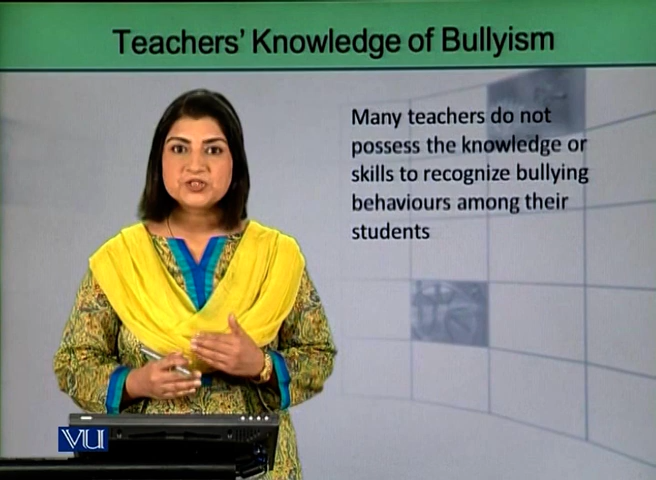 Teachers' Knowledge of Bullyism
Many teachers do not
possess the knowledge or
skills to recognize bullying
behaviours among their
students
VU